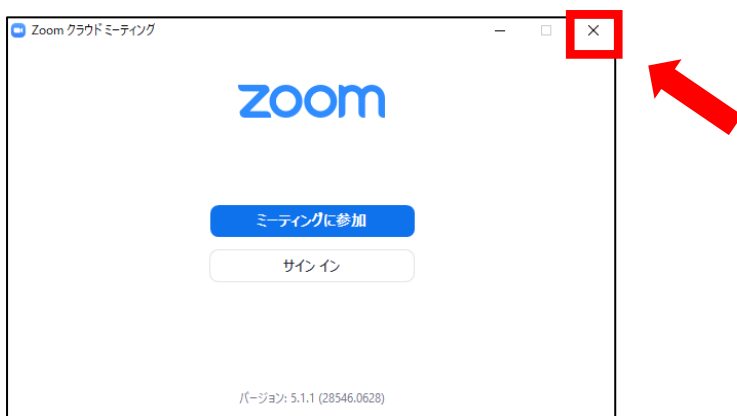 Zoom クラウド ミーティング
zoom
ミーティングに参加
サイン イン
バージョン: 5.1.1 (28546.0628)